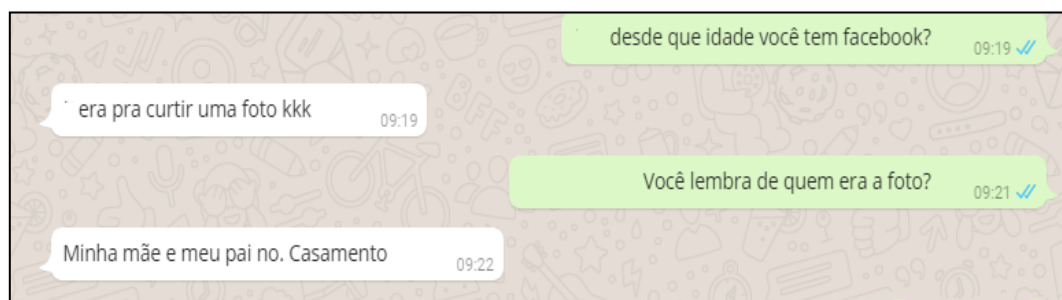 desde que idade você tem facebook?
09:19
era pra curtir uma foto kkk
09:19
Você lembra de quem era a foto?
09:21
Minha mãe e meu pai no. Casamento
09:22